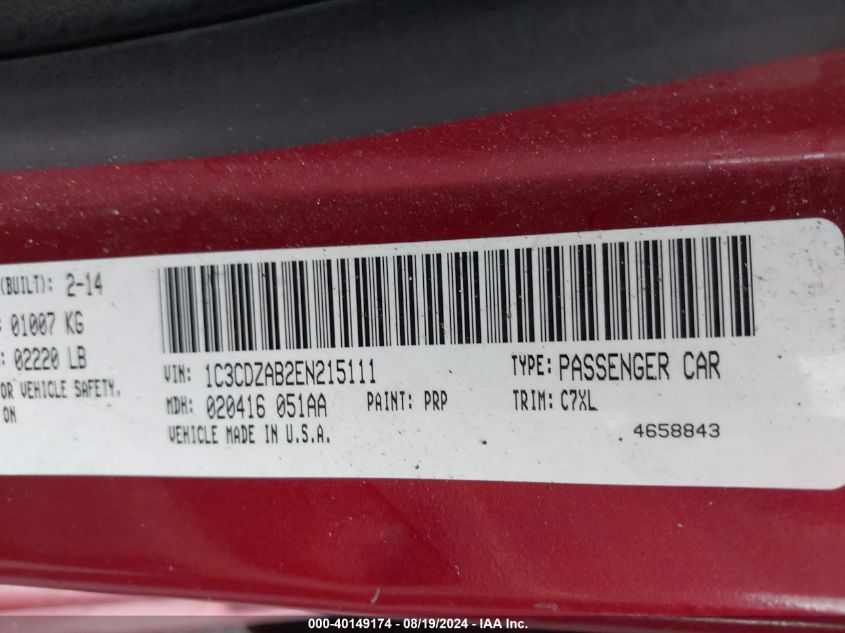 (BUILT): 2-14
: 01007 KG
: 02220 LB
OR VEHICLE SAFETY,
ON
VIN: 1C3CDZAB2EN215111
TYPE: PASSENGER CAR
MDH: 020416 051AA
PAINT: PRP
TRIM: C7XL
VEHICLE MADE IN U.S.A.
4658843
000-40149174 - 08/19/2024 - IAA Inc.